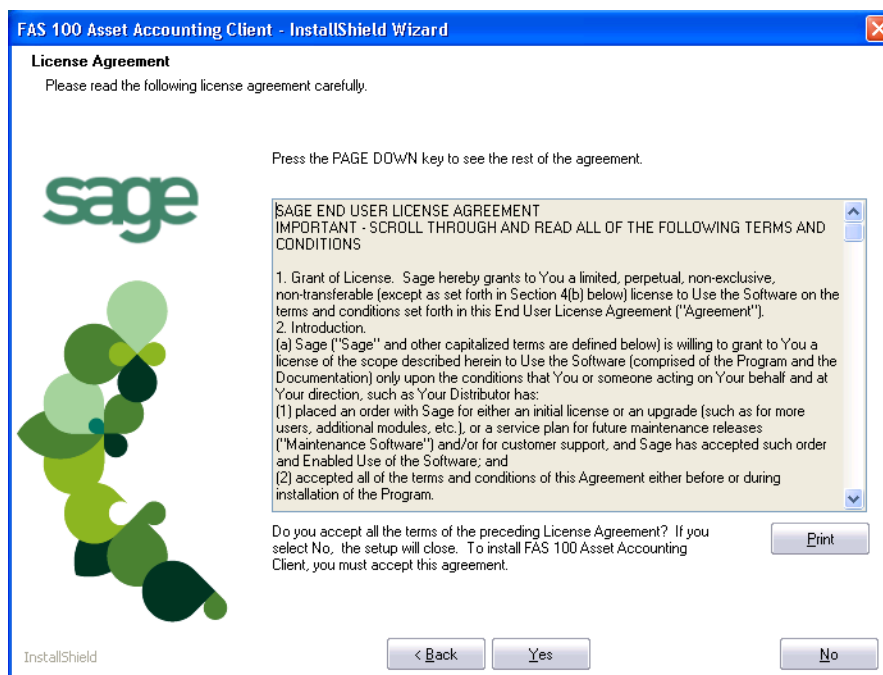 FAS 100 Asset Accounting Client - InstallShield Wizard
License Agreement
Please read the following license agreement carefully.
Press the PAGE DOWN key to see the rest of the agreement.
sage
SAGE END USER LICENSE AGREEMENT
IMPORTANT - SCROLL THROUGH AND READ ALL OF THE FOLLOWING TERMS AND
CONDITIONS
1. Grant of License.  Sage hereby grants to You a limited, perpetual, non-exclusive,
non-transferable (except as set forth in Section 4(b) below) license to Use the Software on the
terms and conditions set forth in this End User License Agreement ("Agreement").
2. Introduction.
(a) Sage ("Sage" and other capitalized terms are defined below) is willing to grant to You a
license of the scope described herein to Use the Software (comprised of the Program and the
Documentation) only upon the conditions that You or someone acting on Your behalf and at
Your direction, such as Your Distributor has:
(1) placed an order with Sage for either an initial license or an upgrade (such as for more
users, additional modules, etc.), or a service plan for future maintenance releases
("Maintenance Software") and/or for customer support, and Sage has accepted such order
and Enabled Use of the Software; and
(2) accepted all of the terms and conditions of this Agreement either before or during
installation of the Program.
Do you accept all the terms of the preceding License Agreement?  If you
select No,  the setup will close.  To install FAS 100 Asset Accounting
Client, you must accept this agreement.
Print
InstallShield
< Back
Yes
No